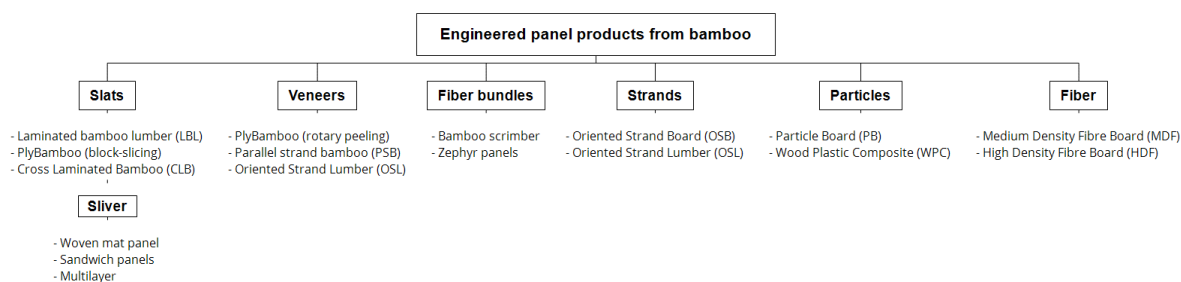 Engineered panel products from bamboo
Slats
- Laminated bamboo lumber (LBL)
- PlyBamboo (block-slicing)
- Cross Laminated Bamboo (CLB)
Sliver
- Woven mat panel
- Sandwich panels
- Multilayer
Veneers
- PlyBamboo (rotary peeling)
- Parallel strand bamboo (PSB)
- Oriented Strand Lumber (OSL)
Fiber bundles
- Bamboo scrimber
- Zephyr panels
Strands
- Oriented Strand Board (OSB)
- Oriented Strand Lumber (OSL)
Particles
- Particle Board (PB)
- Wood Plastic Composite (WPC)
Fiber
- Medium Density Fibre Board (MDF)
- High Density Fibre Board (HDF)